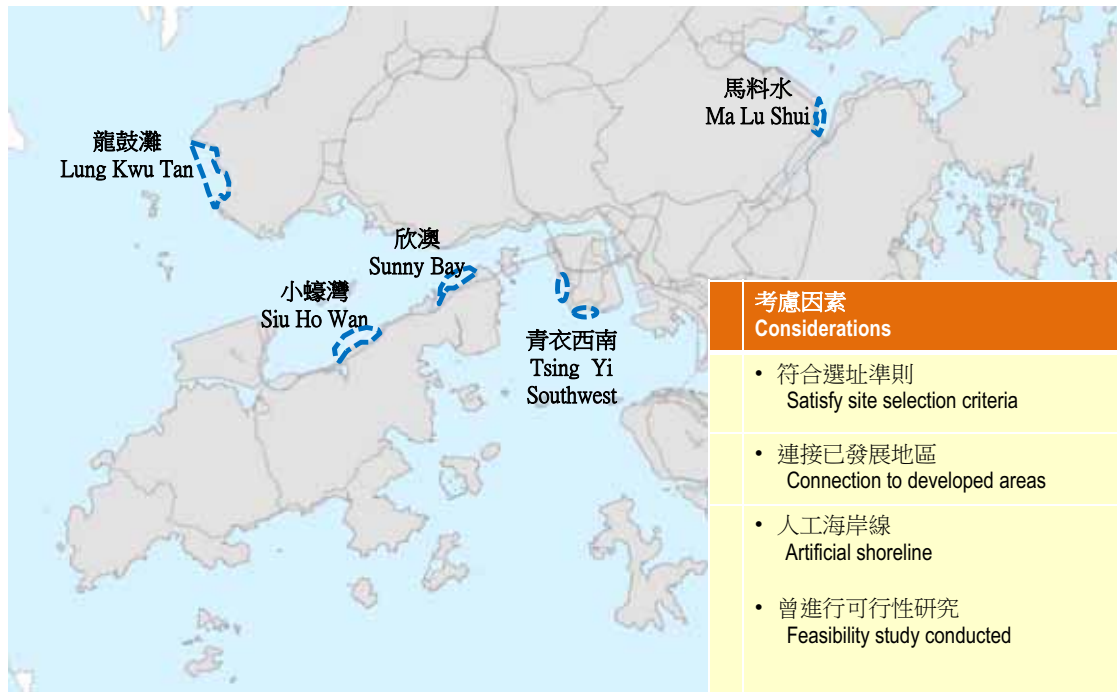 馬料水
Ma Lu Shui
龍鼓灘
Lung Kwu Tan
欣澳
Sunny Bay
小蠔灣
Siu Ho Wan
青衣西南
Tsing Yi
Southwest
考慮因素
Considerations
• 符合選址準則
Satisfy site selection criteria
• 連接已發展地區
Connection to developed areas
• 人工海岸線
Artificial shoreline
• 曾進行可行性研究
Feasibility study conducted